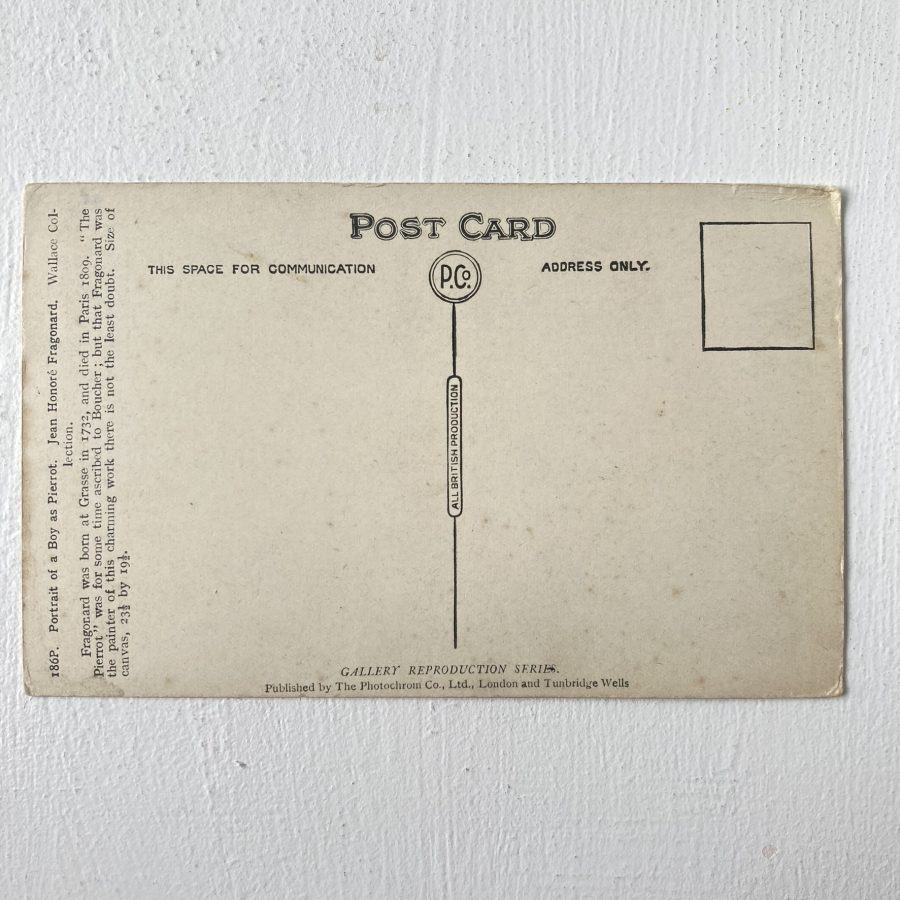 186P. Portrait of a Boy as Pierrot. Jean Honoré Fragonard. Wallace Col-
lection.
Fragonard was born at Grasse in 1732, and died in Paris 1809. "The
Pierrot" was for some time ascribed to Boucher; but that Fragonard was
the painter of this charming work there is not the least doubt. Size of
canvas, 23½ by 19½.
POST CARD
THIS SPACE FOR COMMUNICATION
P.Co.
ADDRESS ONLY.
ALL BRITISH PRODUCTION
GALLERY REPRODUCTION SERIES.
Published by The Photochrom Co., Ltd., London and Tunbridge Wells